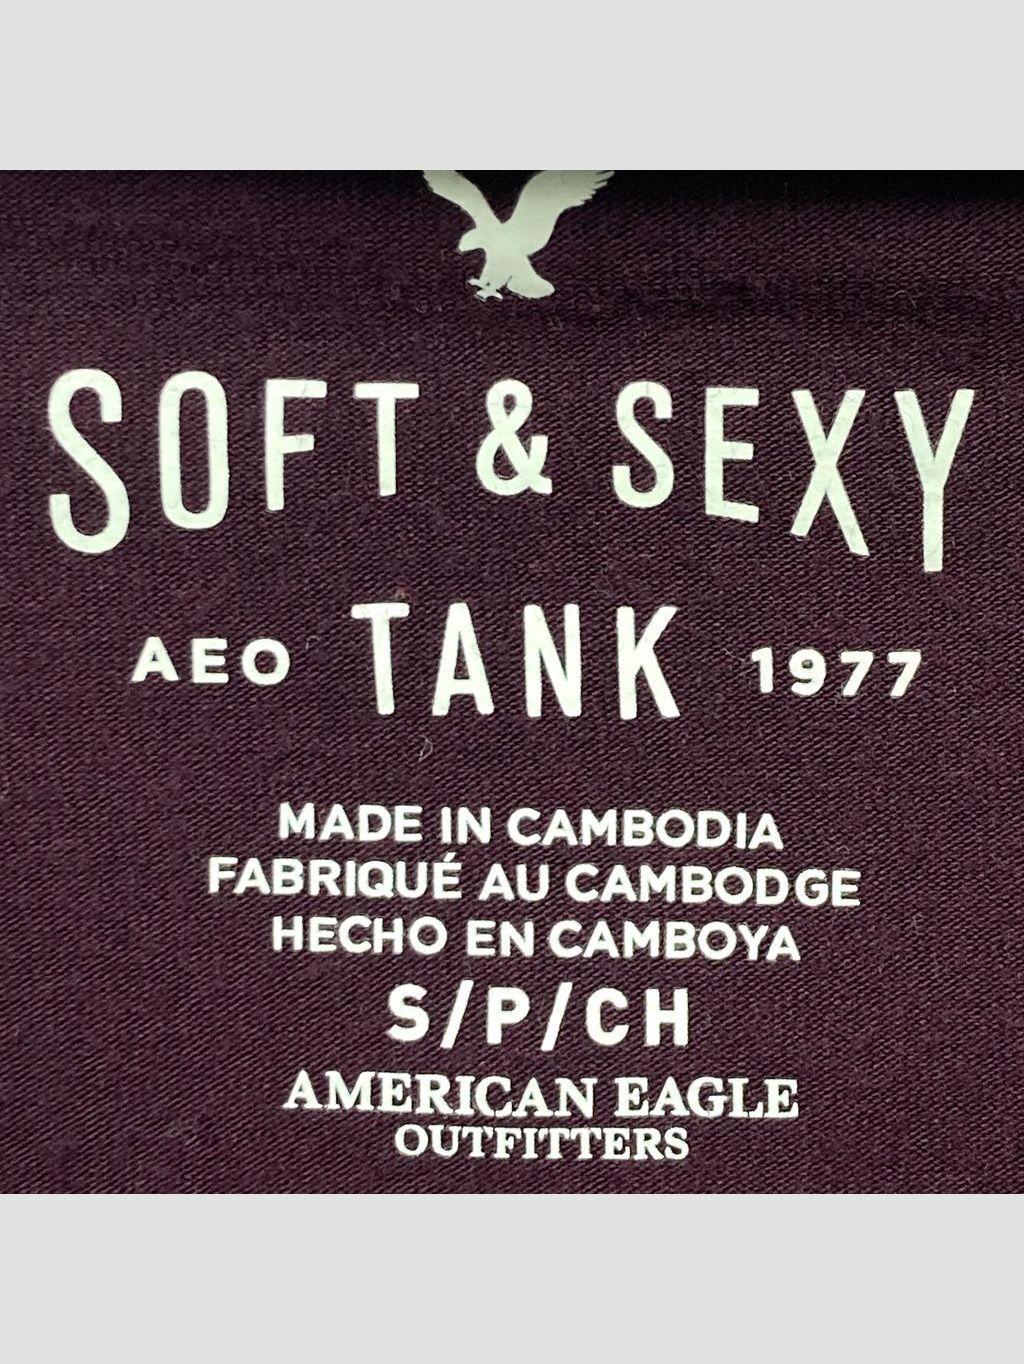 SOFT & SEXY
AEO TANK 1977
MADE IN CAMBODIA
FABRIQUÉ AU CAMBODGE
HECHO EN CAMBOYA
S/P/CH
AMERICAN EAGLE
OUTFITTERS